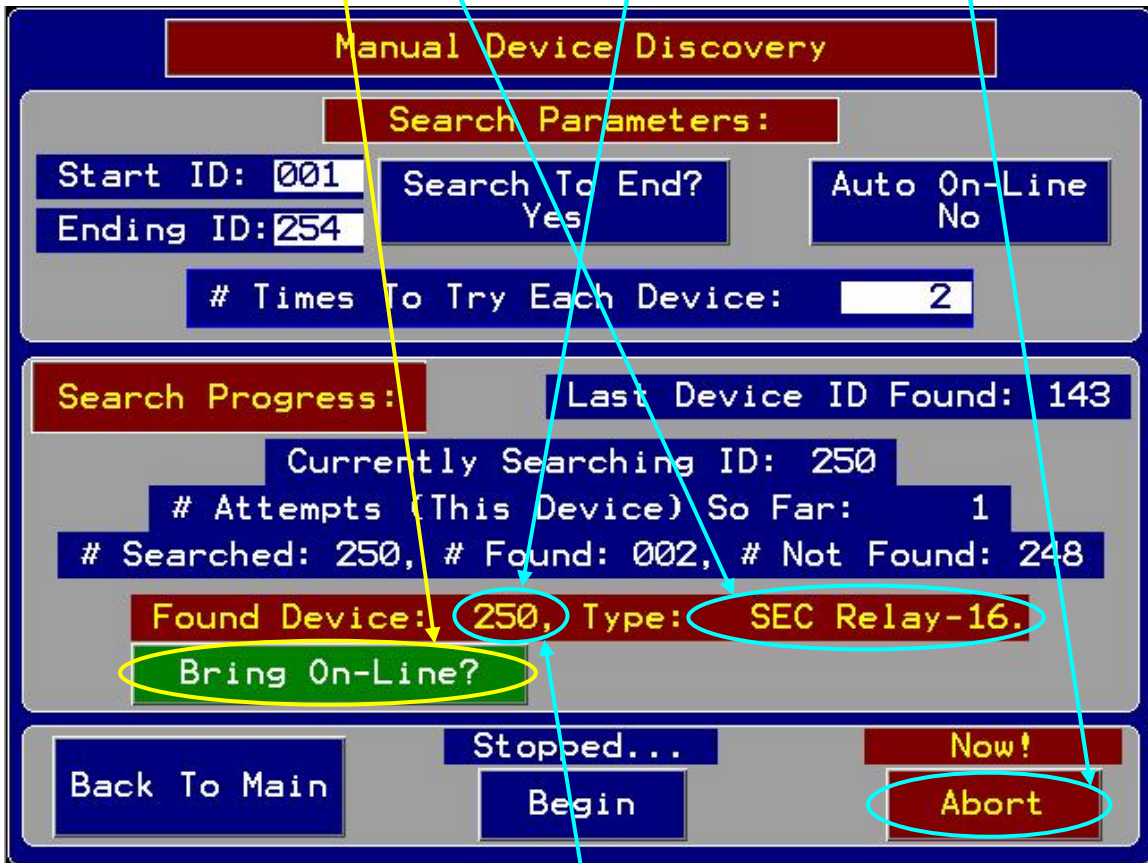 Manual Device Discovery
Search Parameters:
Start ID: 001
Ending ID: 254
Search To End?
Yes
Auto On-Line
No
# Times To Try Each Device: 2
Search Progress:
Last Device ID Found: 143
Currently Searching ID: 250
# Attempts (This Device) So Far: 1
# Searched: 250, # Found: 002, # Not Found: 248
Found Device: 250, Type: SEC Relay-16.
Bring On-Line?
Back To Main
Stopped...
Begin
Now!
Abort